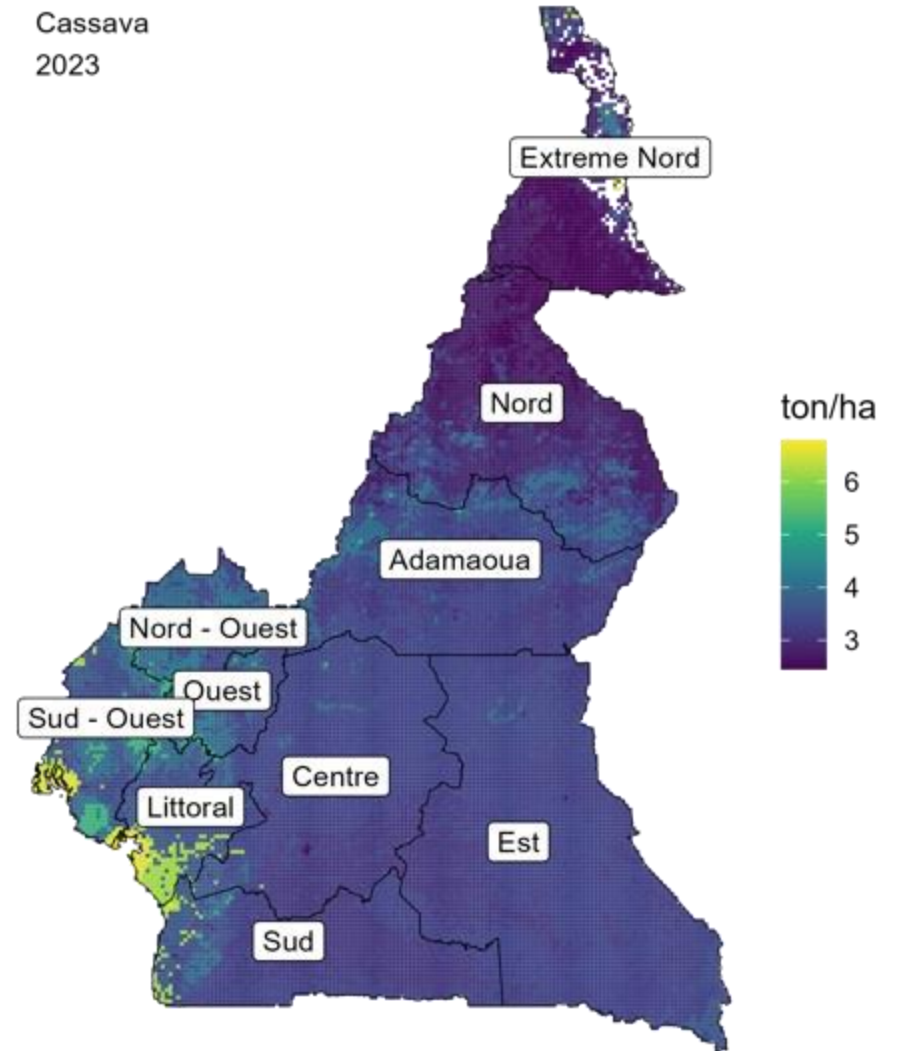 Cassava
2023
Extreme Nord
Nord
ton/ha
6
5
4
3
Adamaoua
Nord - Ouest
Ouest
Sud - Ouest
Centre
Littoral
Est
Sud